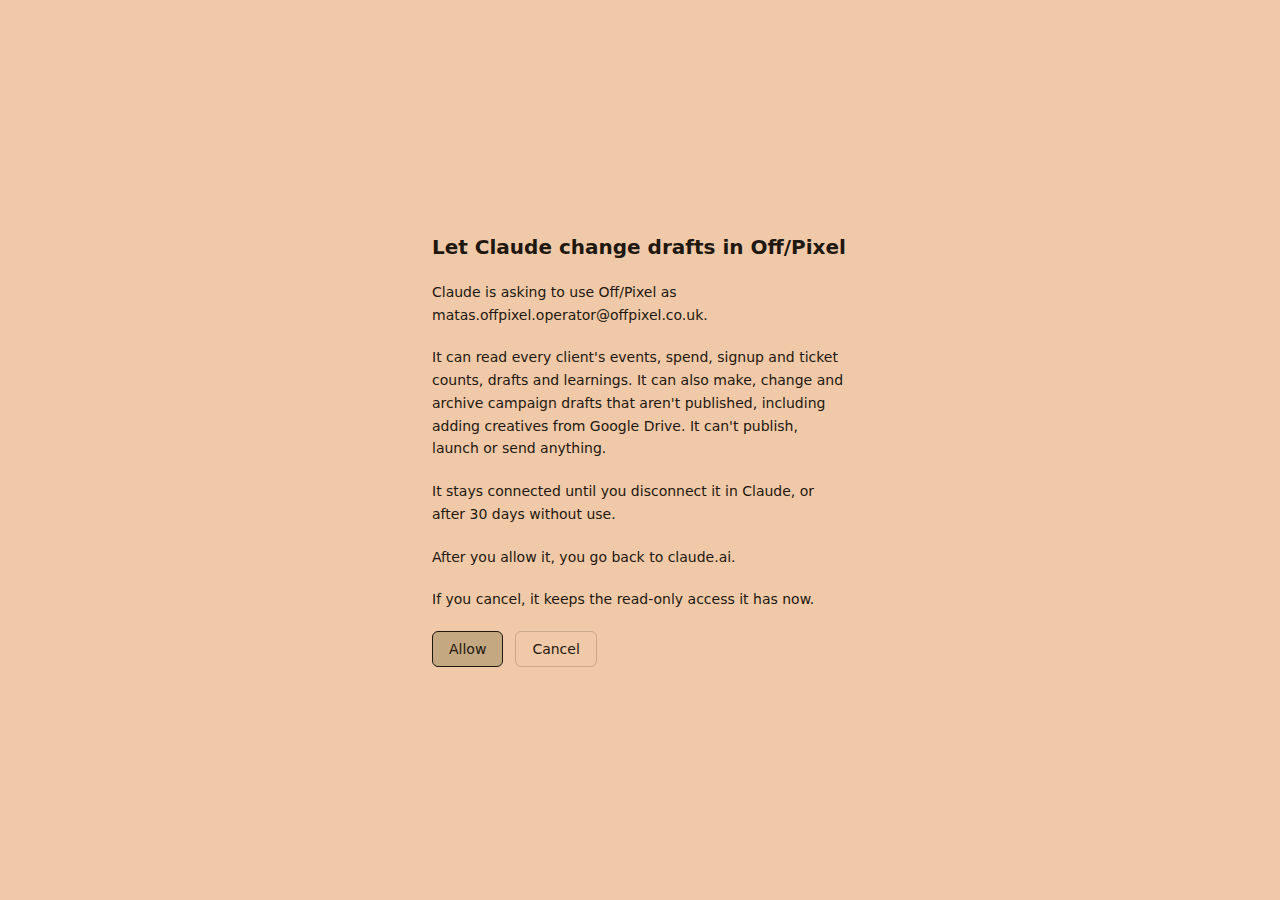 Let Claude change drafts in Off/Pixel
Claude is asking to use Off/Pixel as
matas.offpixel.operator@offpixel.co.uk.
It can read every client's events, spend, signup and ticket
counts, drafts and learnings. It can also make, change and
archive campaign drafts that aren't published, including
adding creatives from Google Drive. It can't publish,
launch or send anything.
It stays connected until you disconnect it in Claude, or
after 30 days without use.
After you allow it, you go back to claude.ai.
If you cancel, it keeps the read-only access it has now.
Allow
Cancel